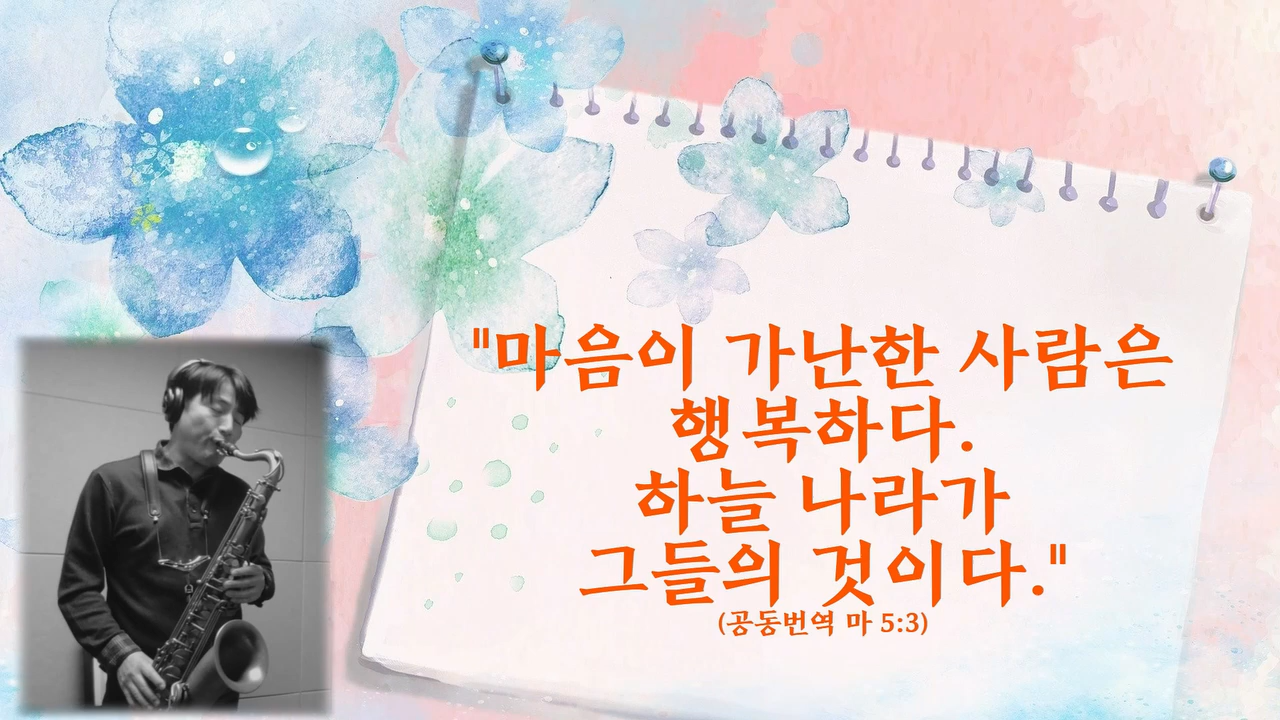 "마음이 가난한 사람은
행복하다.
하늘 나라가
그들의 것이다."
(공동번역 마 5:3)